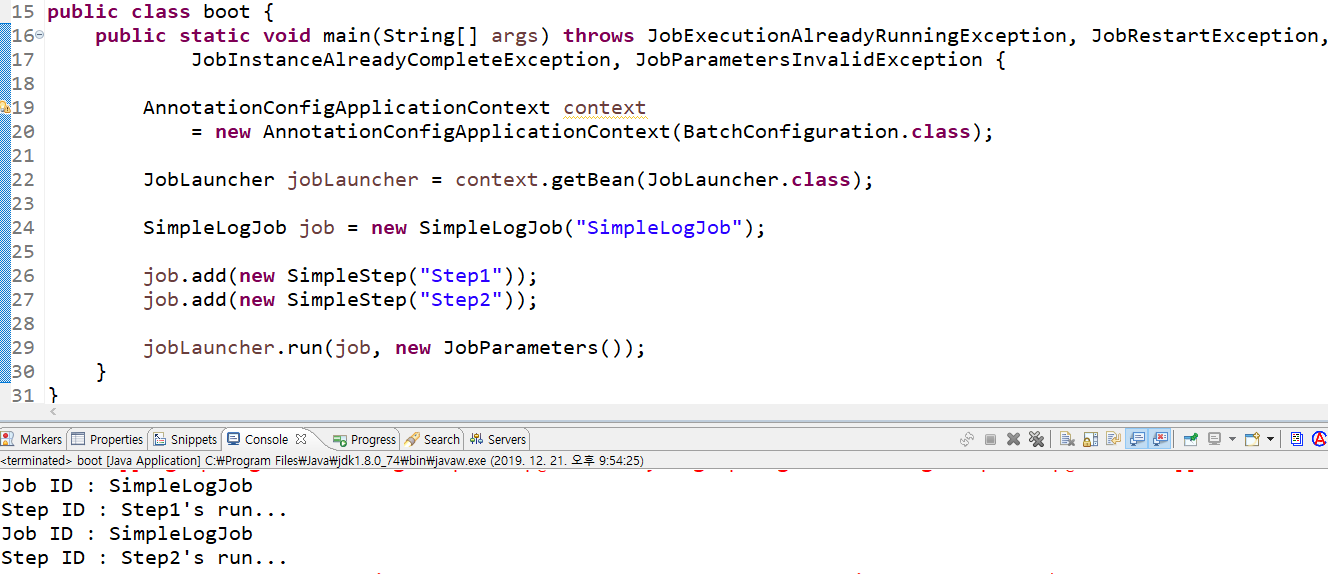 15 public class boot {
16 public static void main(String[] args) throws JobExecutionAlreadyRunningException, JobRestartException,
17 JobInstanceAlreadyCompleteException, JobParametersInvalidException {
18
19 AnnotationConfigApplicationContext context
20 = new AnnotationConfigApplicationContext(BatchConfiguration.class);
21
22 JobLauncher jobLauncher = context.getBean(JobLauncher.class);
23
24 SimpleLogJob job = new SimpleLogJob("SimpleLogJob");
25
26 job.add(new SimpleStep("Step1"));
27 job.add(new SimpleStep("Step2"));
28
29 jobLauncher.run(job, new JobParameters());
30 }
31 }
Markers Properties Snippets Console Progress Search Servers
<terminated> boot [Java Application] C:₩Program Files₩Java₩jdk1.8.0_74₩bin₩javaw.exe (2019. 12. 21. 오후 9:54:25)
Job ID : SimpleLogJob
Step ID : Step1's run...
Job ID : SimpleLogJob
Step ID : Step2's run...